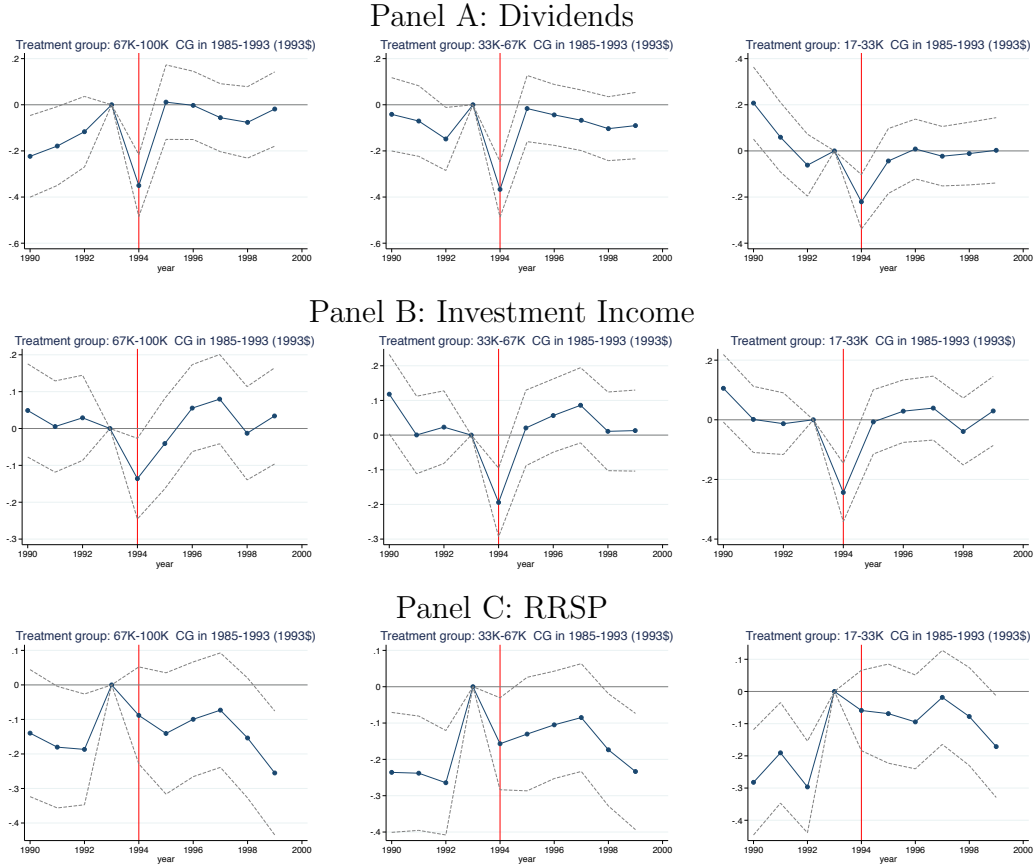 Panel A: Dividends
Treatment group: 67K-100K CG in 1985-1993 (1993$)
.2
0
-.2
-.4
-.6
1990 1992 1994 1996 1998 2000
year
Treatment group: 33K-67K CG in 1985-1993 (1993$)
.2
0
-.2
-.4
-.6
1990 1992 1994 1996 1998 2000
year
Treatment group: 17-33K CG in 1985-1993 (1993$)
.4
.2
0
-.2
-.4
1990 1992 1994 1996 1998 2000
year
Panel B: Investment Income
Treatment group: 67K-100K CG in 1985-1993 (1993$)
.2
.1
0
-.1
-.2
-.3
1990 1992 1994 1996 1998 2000
year
Treatment group: 33K-67K CG in 1985-1993 (1993$)
.2
.1
0
-.1
-.2
-.3
1990 1992 1994 1996 1998 2000
year
Treatment group: 17-33K CG in 1985-1993 (1993$)
.2
0
-.2
-.4
1990 1992 1994 1996 1998 2000
year
Panel C: RRSP
Treatment group: 67K-100K CG in 1985-1993 (1993$)
.1
0
-.1
-.2
-.3
-.4
1990 1992 1994 1996 1998 2000
year
Treatment group: 33K-67K CG in 1985-1993 (1993$)
.1
0
-.1
-.2
-.3
-.4
1990 1992 1994 1996 1998 2000
year
Treatment group: 17-33K CG in 1985-1993 (1993$)
.1
0
-.1
-.2
-.3
-.4
1990 1992 1994 1996 1998 2000
year